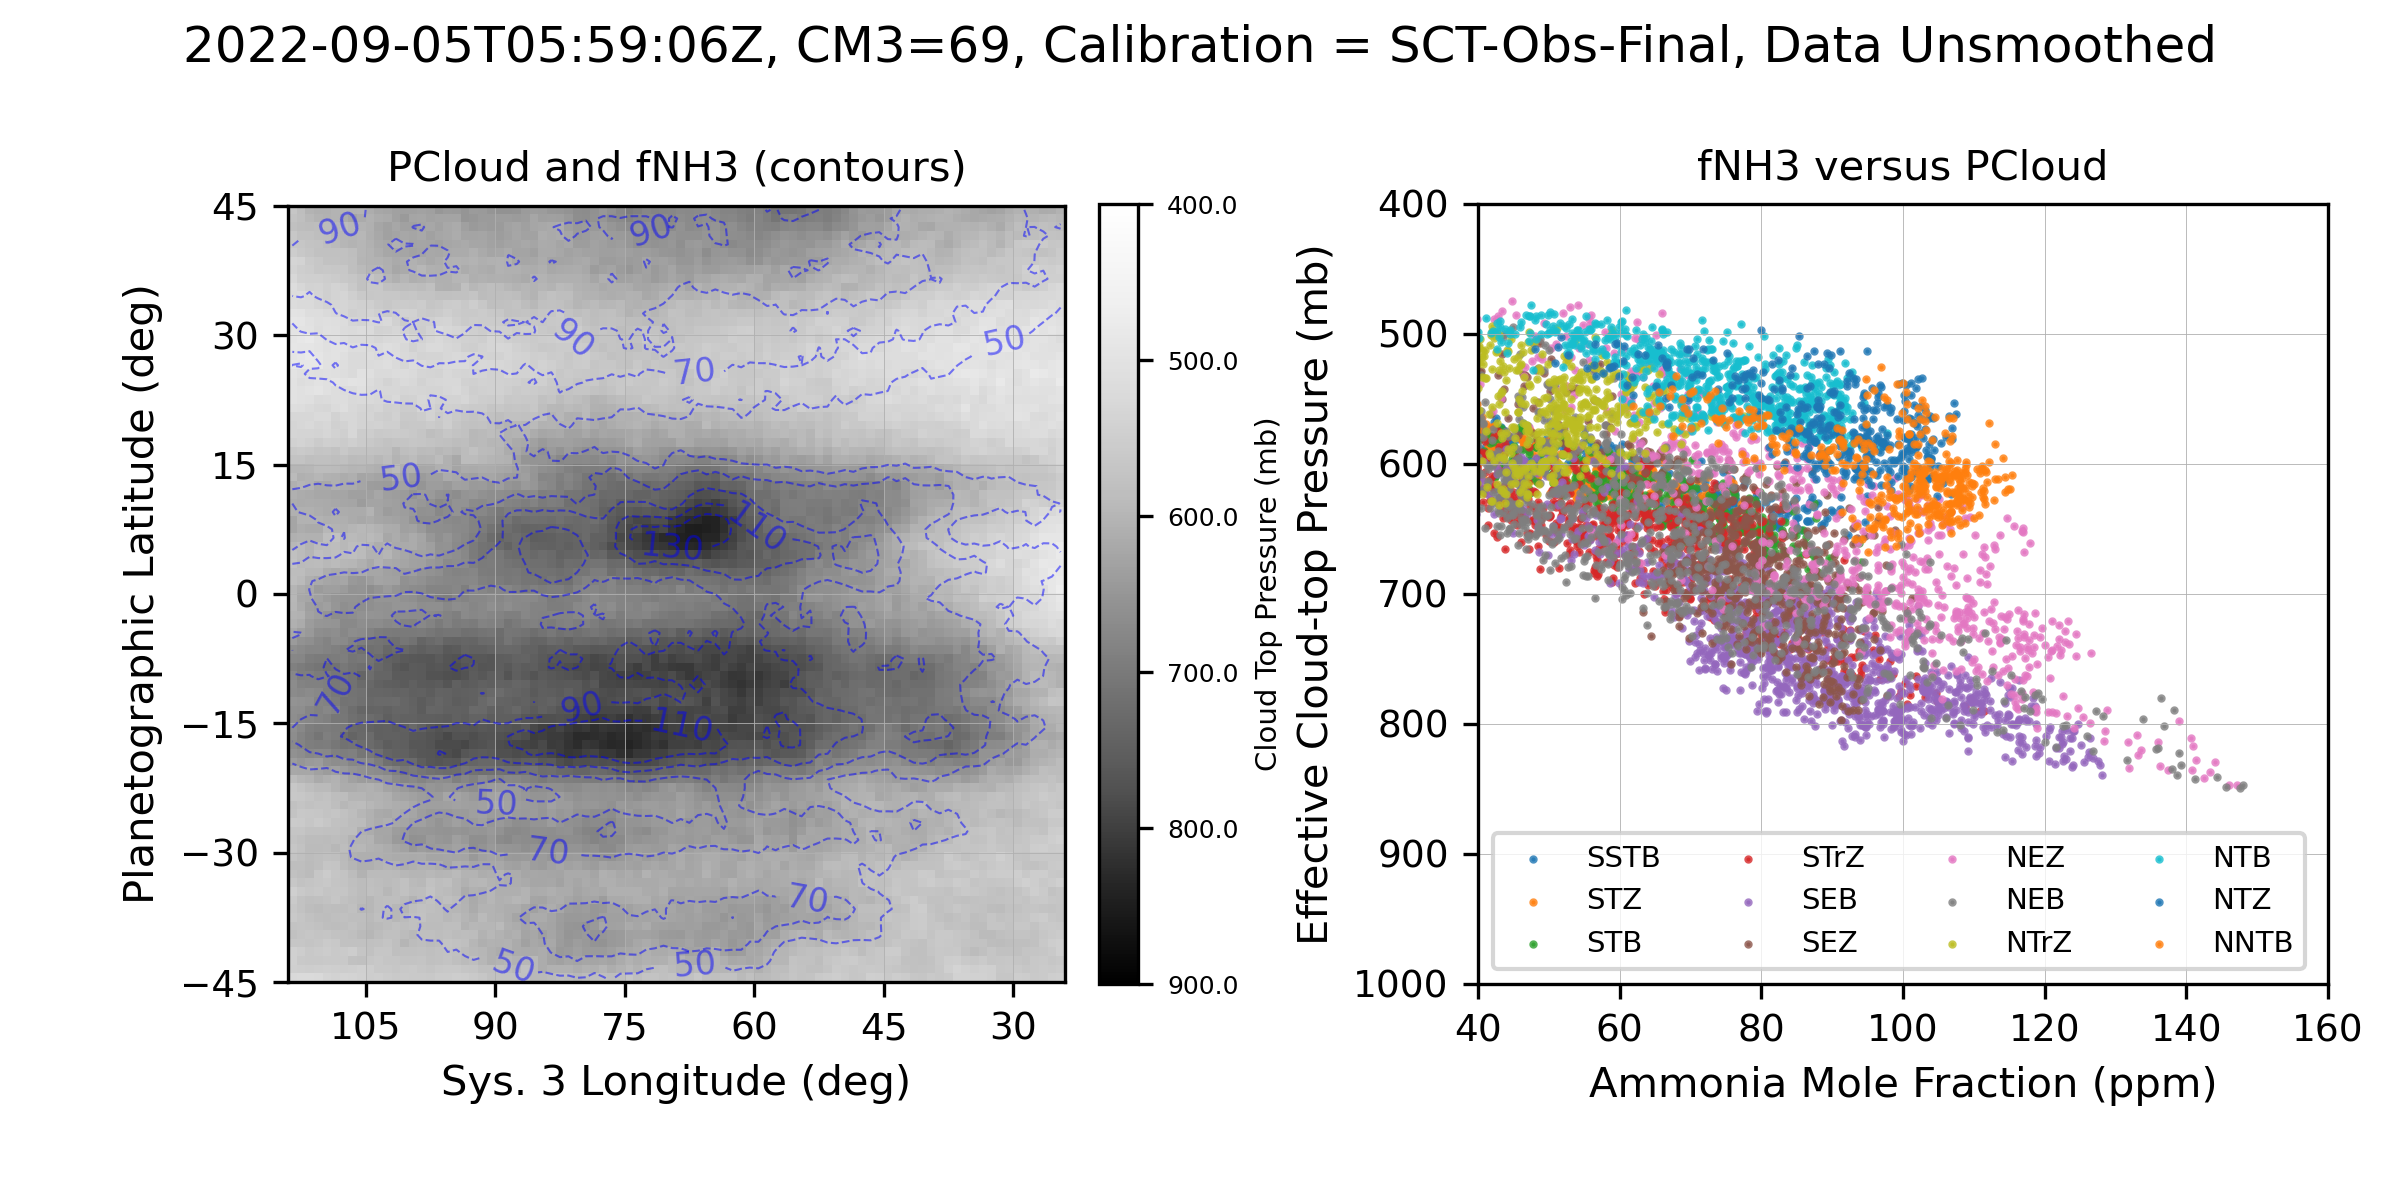 2022-09-05T05:59:06Z, CM3=69, Calibration = SCT-Obs-Final, Data Unsmoothed
PCloud and fNH3 (contours)
Planetographic Latitude (deg)
45
30
15
0
−15
−30
−45
105
90
75
60
45
30
Sys. 3 Longitude (deg)
90
90
90
70
50
50
110
130
70
90
110
50
70
70
50
50
400.0
500.0
600.0
700.0
800.0
900.0
Cloud Top Pressure (mb)
fNH3 versus PCloud
Effective Cloud-top Pressure (mb)
400
500
600
700
800
900
1000
40
60
80
100
120
140
160
Ammonia Mole Fraction (ppm)
SSTB
STZ
STB
STrZ
SEB
SEZ
NEZ
NEB
NTrZ
NTB
NTZ
NNTB